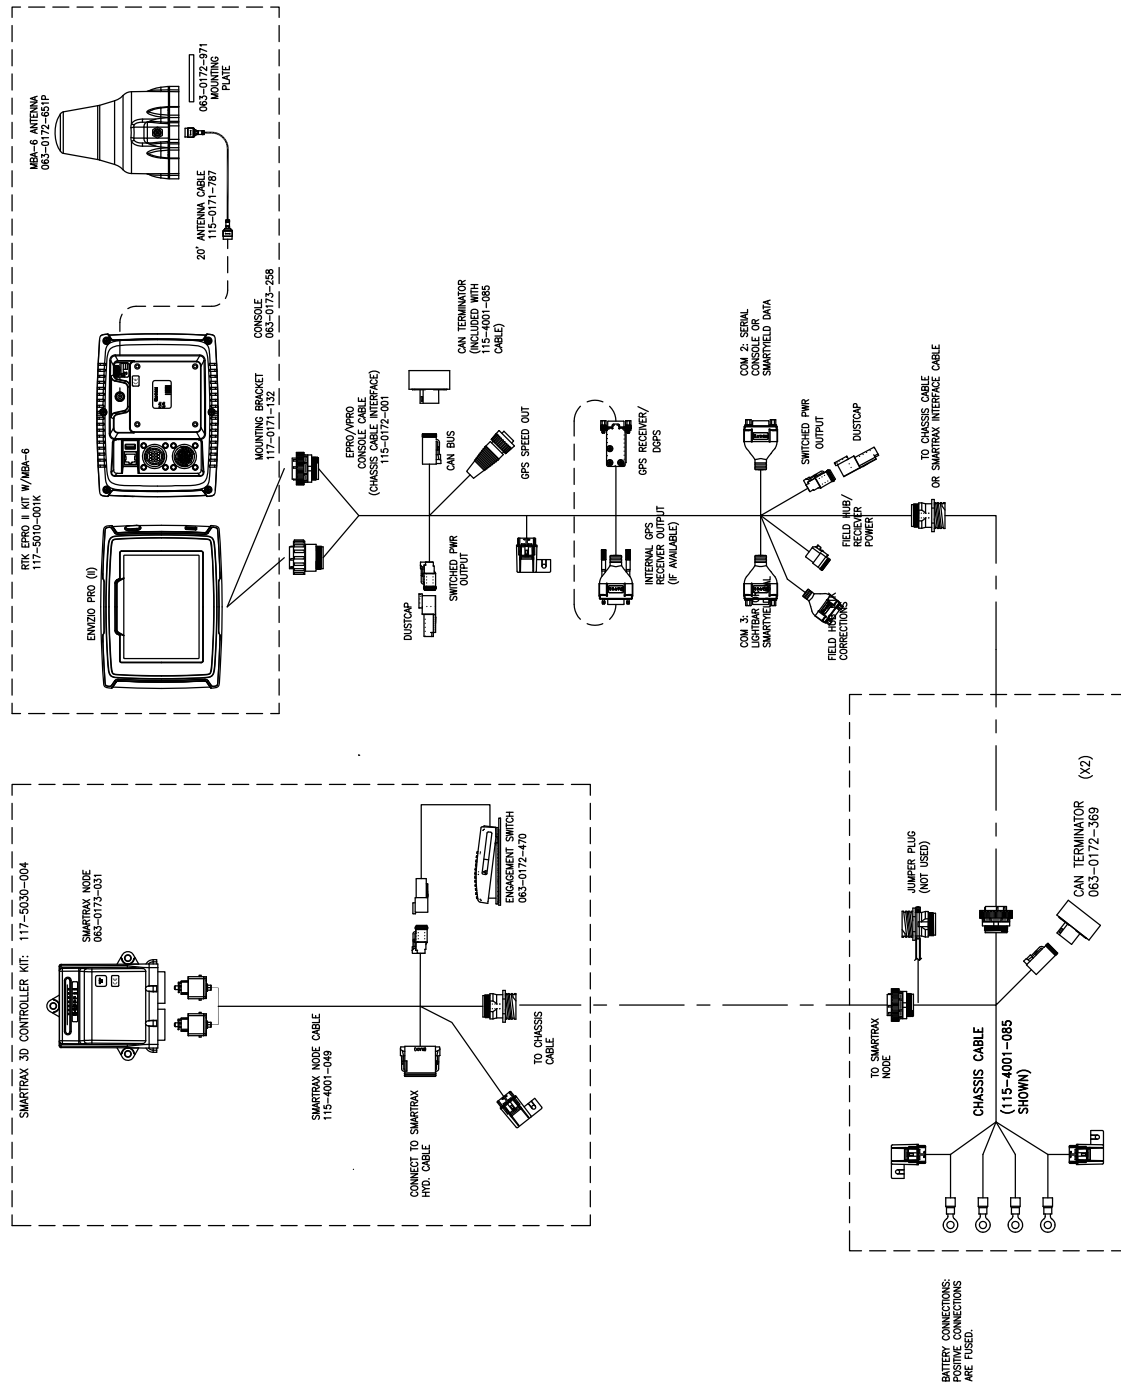 RTK EPRO II KIT W/MBA-6
117-5010-001K
MBA-6 ANTENNA
063-0172-651P
063-0172-971
MOUNTING
PLATE
20' ANTENNA CABLE
115-0171-787
ENVIZIO PRO (II)
MOUNTING BRACKET
117-0171-132
CONSOLE
063-0173-258
EPRO/VPRO
CONSOLE CABLE
(CHASSIS CABLE INTERFACE)
115-0172-001
CAN TERMINATOR
(INCLUDED WITH
115-4001-085
CABLE)
DUSTCAP
SWITCHED PWR
OUTPUT
CAN BUS
GPS SPEED OUT
INTERNAL GPS
RECEIVER OUTPUT
(IF AVAILABLE)
GPS RECEIVER/
DGPS
COM 2: SERIAL
CONSOLE OR
SMARTYIELD DATA
COM 3:
LIGHTBAR
SMARTYIELD
SWITCHED PWR
OUTPUT
DUSTCAP
FIELD HUB/
RECIEVER
POWER
FIELD
CORRECTIONS
TO CHASSIS CABLE
OR SMARTRAX INTERFACE CABLE
SMARTRAX 3D CONTROLLER KIT: 117-5030-004
SMARTRAX NODE
063-0173-031
SMARTRAX NODE CABLE
115-4001-049
CONNECT TO SMARTRAX
HYD. CABLE
ENGAGEMENT SWITCH
063-0172-470
TO CHASSIS
CABLE
TO SMARTRAX
NODE
JUMPER PLUG
(NOT USED)
CAN TERMINATOR (X2)
063-0172-369
CHASSIS CABLE
(115-4001-085
SHOWN)
BATTERY CONNECTIONS:
POSITIVE CONNECTIONS
ARE FUSED.